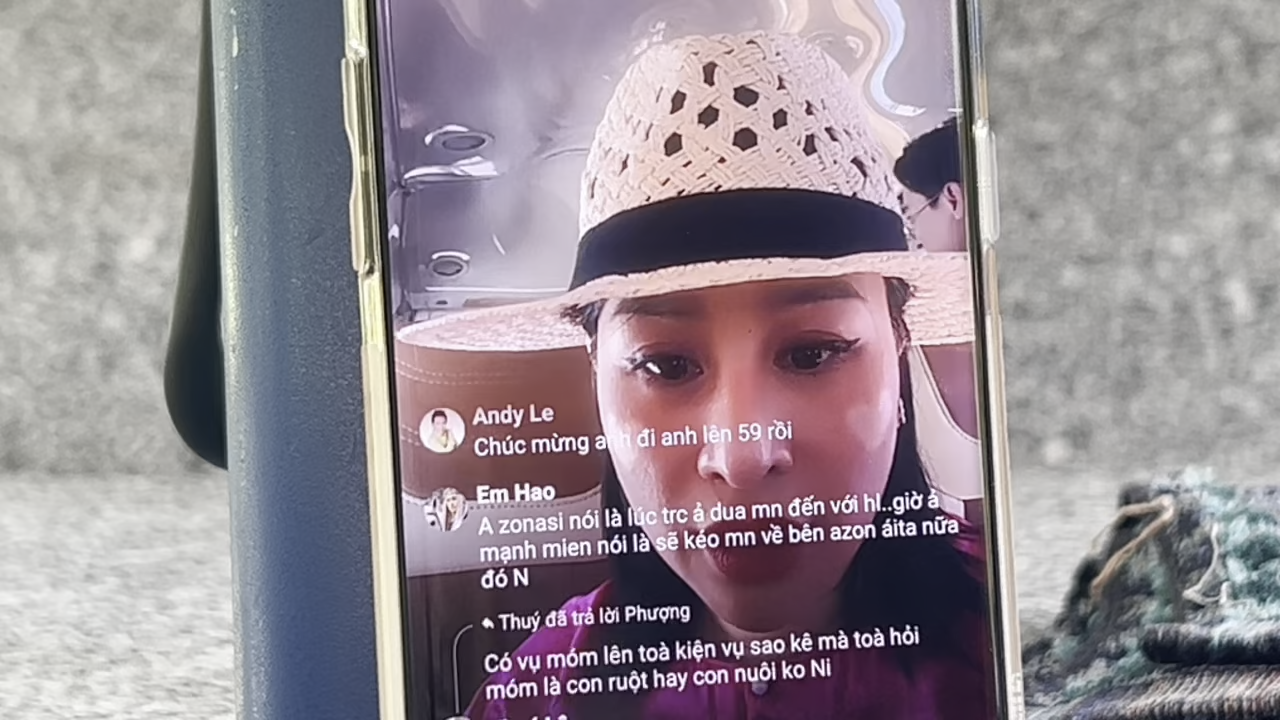 Andy Le
Chúc mừng anh đi anh lên 59 rồi
Em Hao
A zonasi nói là lúc trc ả dua mn đến với hl..giờ ả
mạnh mien nói là sẽ kéo mn về bên azon áita nữa
đó N
Thuý đã trả lời Phượng
Có vụ móm lên toà kiện vụ sao kê mà toà hỏi
móm là con ruột hay con nuôi ko Ni